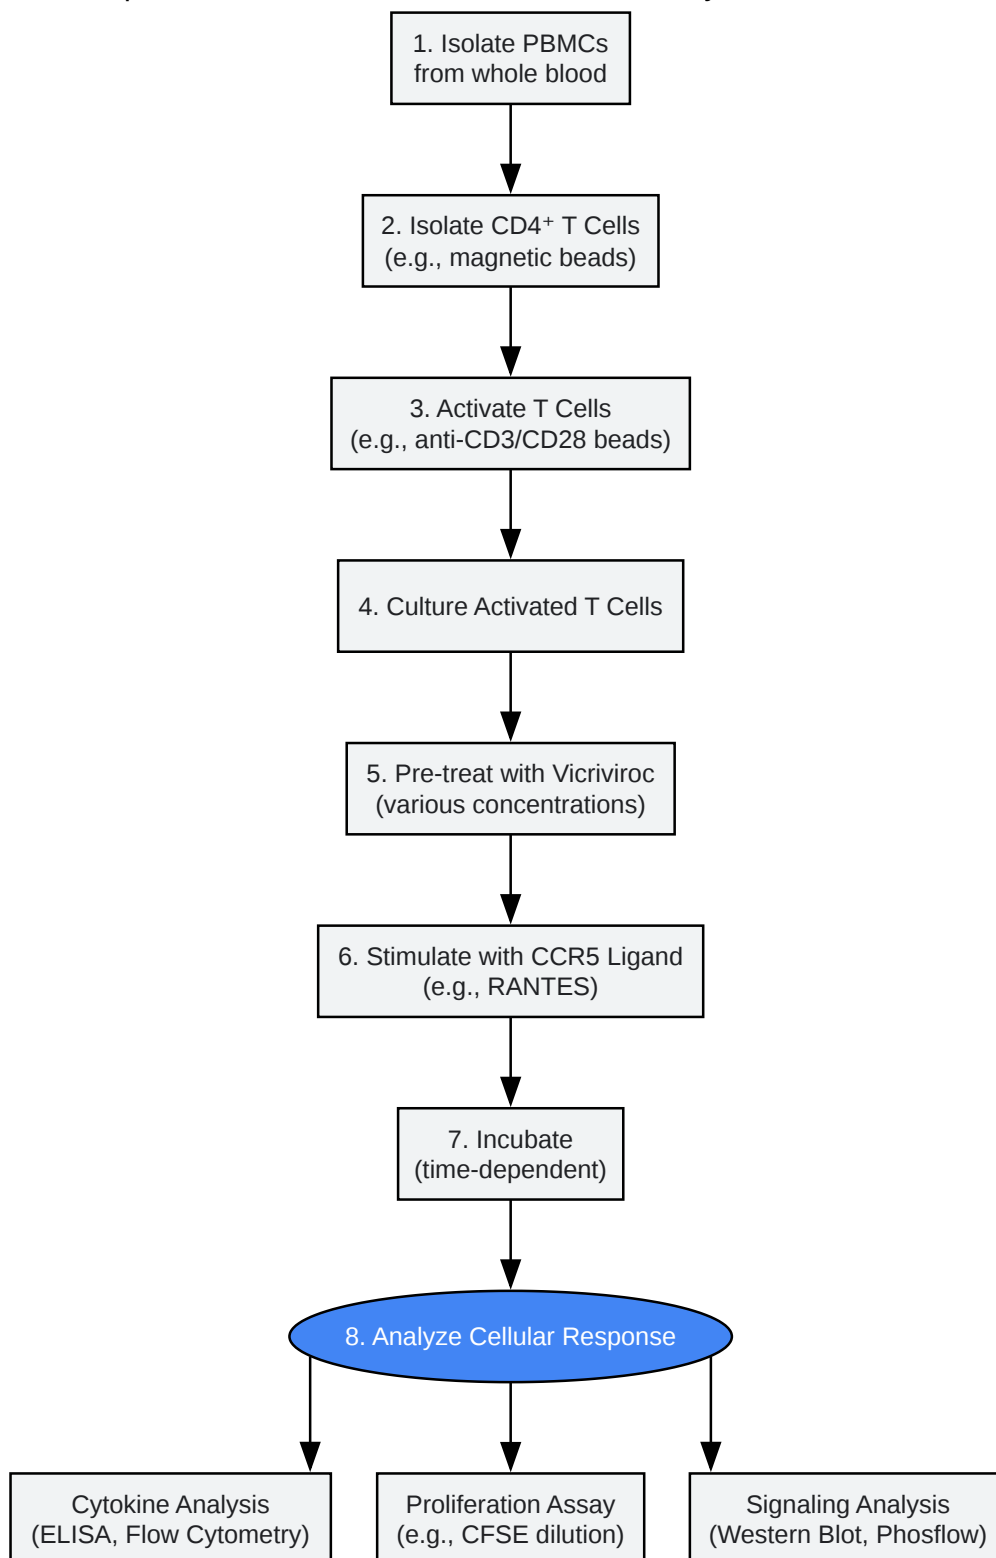 1. Isolate PBMCs
from whole blood
2. Isolate CD4⁺ T Cells
(e.g., magnetic beads)
3. Activate T Cells
(e.g., anti-CD3/CD28 beads)
4. Culture Activated T Cells
5. Pre-treat with Vicriviroc
(various concentrations)
6. Stimulate with CCR5 Ligand
(e.g., RANTES)
7. Incubate
(time-dependent)
8. Analyze Cellular Response
Cytokine Analysis
(ELISA, Flow Cytometry)
Proliferation Assay
(e.g., CFSE dilution)
Signaling Analysis
(Western Blot, Phosflow)